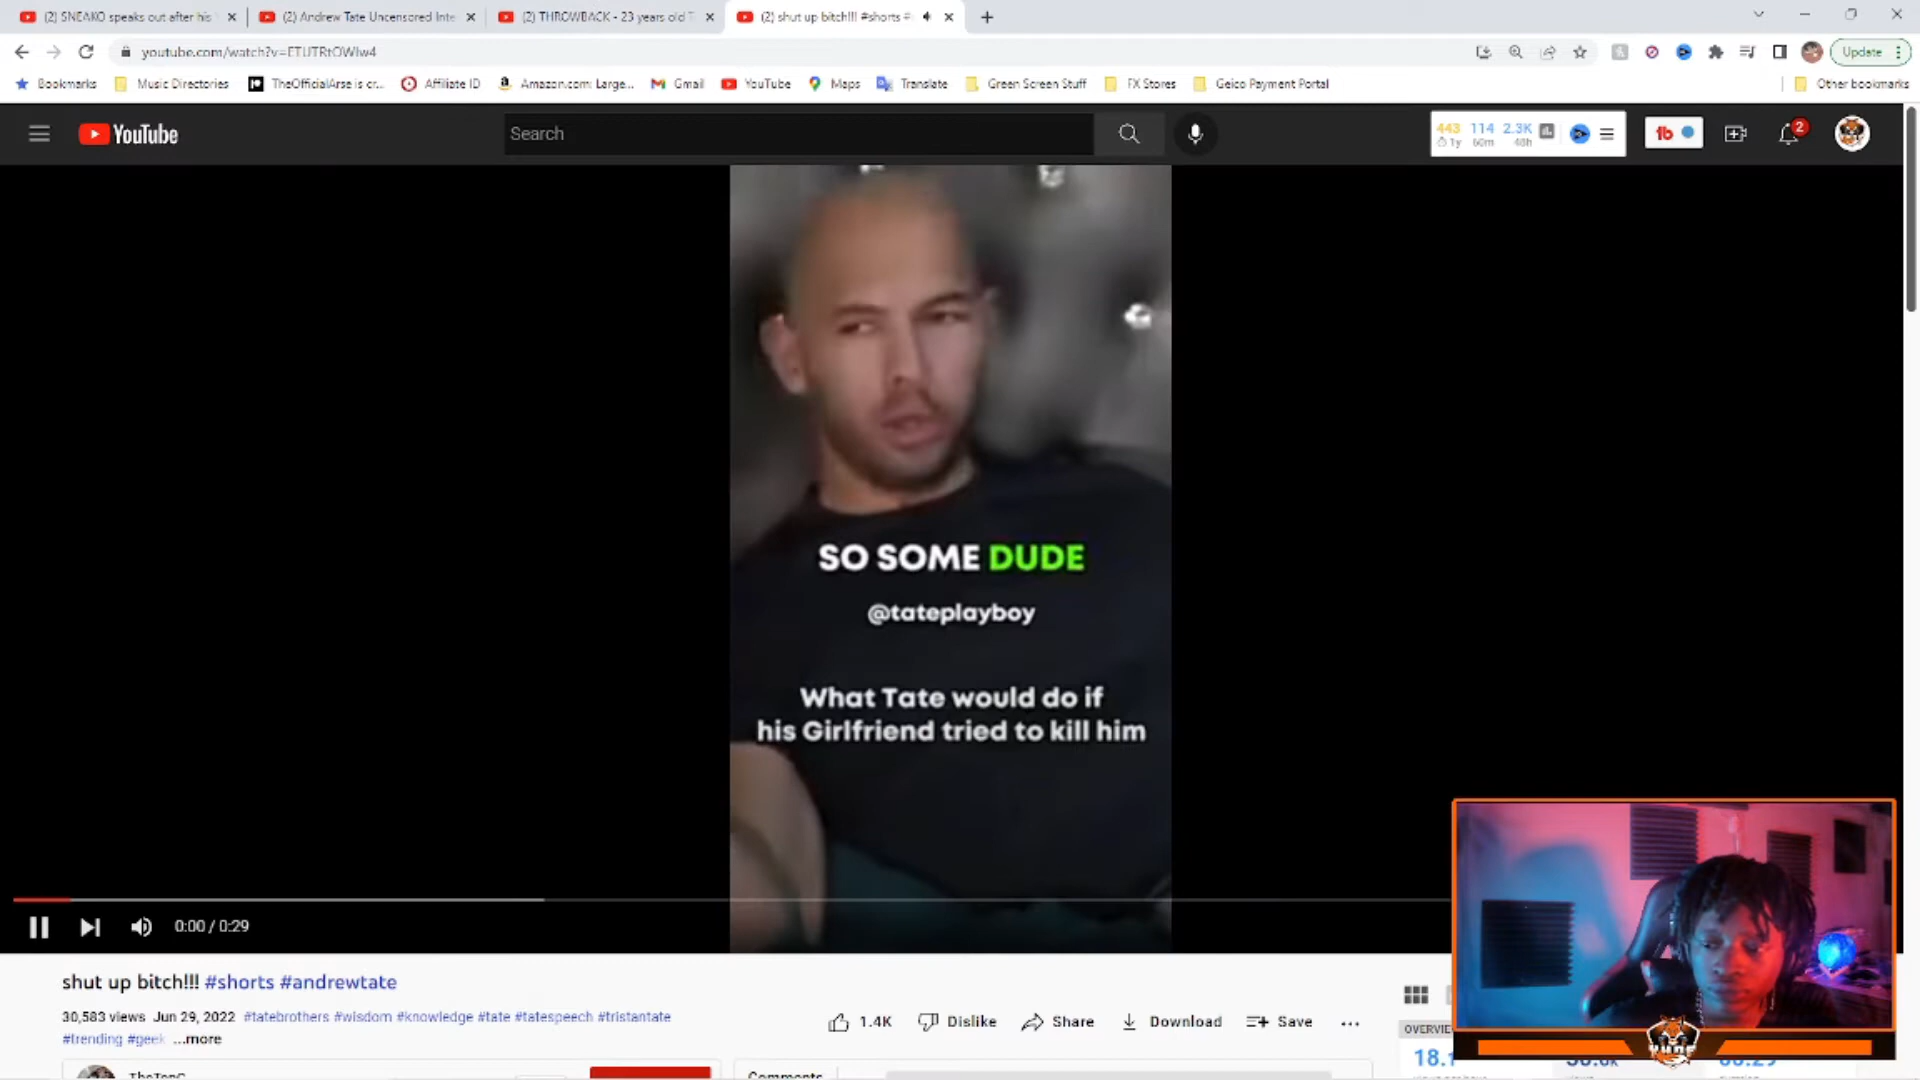 (2) SNEAKO speaks out after his
(2) Andrew Tate Uncensored Inte
(2) THROWBACK - 23 years old T
(2) shut up bitch!!! #shorts #
Update
Bookmarks
Music Directories
TheOfficialArse is cr...
Affiliate ID
Amazon.com: Large...
Gmail
YouTube
Maps
Translate
Green Screen Stuff
FX Stores
Geico Payment Portal
Other bookmarks
YouTube
Search
443 114 2.3K
1y 60m 48h
2
SO SOME DUDE
@tateplayboy
What Tate would do if
his Girlfriend tried to kill him
0:00 / 0:29
shut up bitch!!! #shorts #andrewtate
30,583 views Jun 29, 2022 #tatebrothers #wisdom #knowledge #tate #tatespeech #tristantate
#trending #geek ...more
1.4K
Dislike
Share
Download
Save
Comments